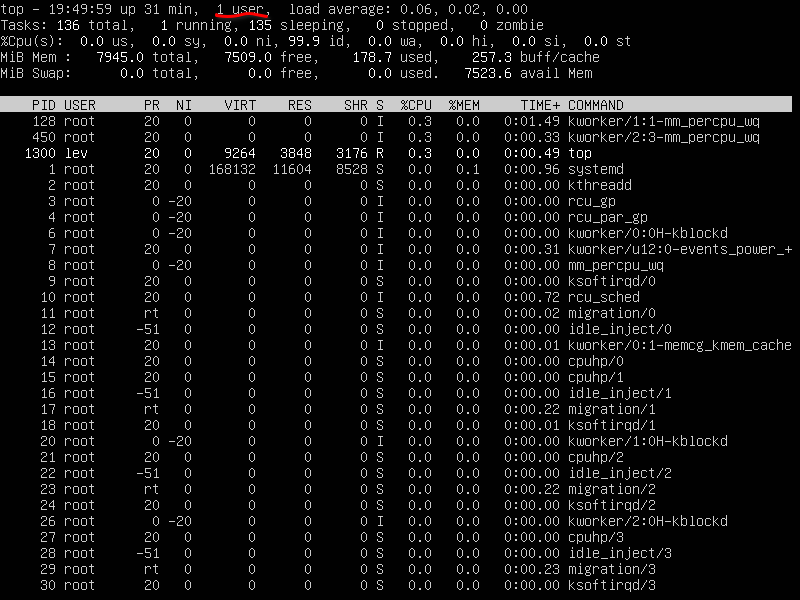 top - 19:49:59 up 31 min,  1 user,  load average: 0.06, 0.02, 0.00
Tasks: 136 total,   1 running, 135 sleeping,   0 stopped,   0 zombie
%Cpu(s):  0.0 us,  0.0 sy,  0.0 ni, 99.9 id,  0.0 wa,  0.0 hi,  0.0 si,  0.0 st
MiB Mem :   7945.0 total,   7509.0 free,    178.7 used,    257.3 buff/cache
MiB Swap:      0.0 total,      0.0 free,      0.0 used.   7523.6 avail Mem
PID USER      PR  NI    VIRT    RES    SHR S  %CPU  %MEM     TIME+ COMMAND
128 root      20   0       0      0      0 I   0.3   0.0   0:01.49 kworker/1:1-mm_percpu_wq
450 root      20   0       0      0      0 I   0.3   0.0   0:00.33 kworker/2:3-mm_percpu_wq
1300 lev       20   0    9264   3848   3176 R   0.3   0.0   0:00.49 top
1 root      20   0  168132  11604   8528 S   0.0   0.1   0:00.96 systemd
2 root      20   0       0      0      0 S   0.0   0.0   0:00.00 kthreadd
3 root       0 -20       0      0      0 I   0.0   0.0   0:00.00 rcu_gp
4 root       0 -20       0      0      0 I   0.0   0.0   0:00.00 rcu_par_gp
6 root       0 -20       0      0      0 I   0.0   0.0   0:00.00 kworker/0:0H-kblockd
7 root      20   0       0      0      0 I   0.0   0.0   0:00.31 kworker/u12:0-events_power_+
8 root       0 -20       0      0      0 I   0.0   0.0   0:00.00 mm_percpu_wq
9 root      20   0       0      0      0 S   0.0   0.0   0:00.00 ksoftirqd/0
10 root      20   0       0      0      0 I   0.0   0.0   0:00.72 rcu_sched
11 root      rt   0       0      0      0 S   0.0   0.0   0:00.02 migration/0
12 root     -51   0       0      0      0 S   0.0   0.0   0:00.00 idle_inject/0
13 root      20   0       0      0      0 I   0.0   0.0   0:00.01 kworker/0:1-memcg_kmem_cache
14 root      20   0       0      0      0 S   0.0   0.0   0:00.00 cpuhp/0
15 root      20   0       0      0      0 S   0.0   0.0   0:00.00 cpuhp/1
16 root     -51   0       0      0      0 S   0.0   0.0   0:00.00 idle_inject/1
17 root      rt   0       0      0      0 S   0.0   0.0   0:00.22 migration/1
18 root      20   0       0      0      0 S   0.0   0.0   0:00.01 ksoftirqd/1
20 root       0 -20       0      0      0 I   0.0   0.0   0:00.00 kworker/1:0H-kblockd
21 root      20   0       0      0      0 S   0.0   0.0   0:00.00 cpuhp/2
22 root     -51   0       0      0      0 S   0.0   0.0   0:00.00 idle_inject/2
23 root      rt   0       0      0      0 S   0.0   0.0   0:00.22 migration/2
24 root      20   0       0      0      0 S   0.0   0.0   0:00.00 ksoftirqd/2
26 root       0 -20       0      0      0 I   0.0   0.0   0:00.00 kworker/2:0H-kblockd
27 root      20   0       0      0      0 S   0.0   0.0   0:00.00 cpuhp/3
28 root     -51   0       0      0      0 S   0.0   0.0   0:00.00 idle_inject/3
29 root      rt   0       0      0      0 S   0.0   0.0   0:00.23 migration/3
30 root      20   0       0      0      0 S   0.0   0.0   0:00.00 ksoftirqd/3